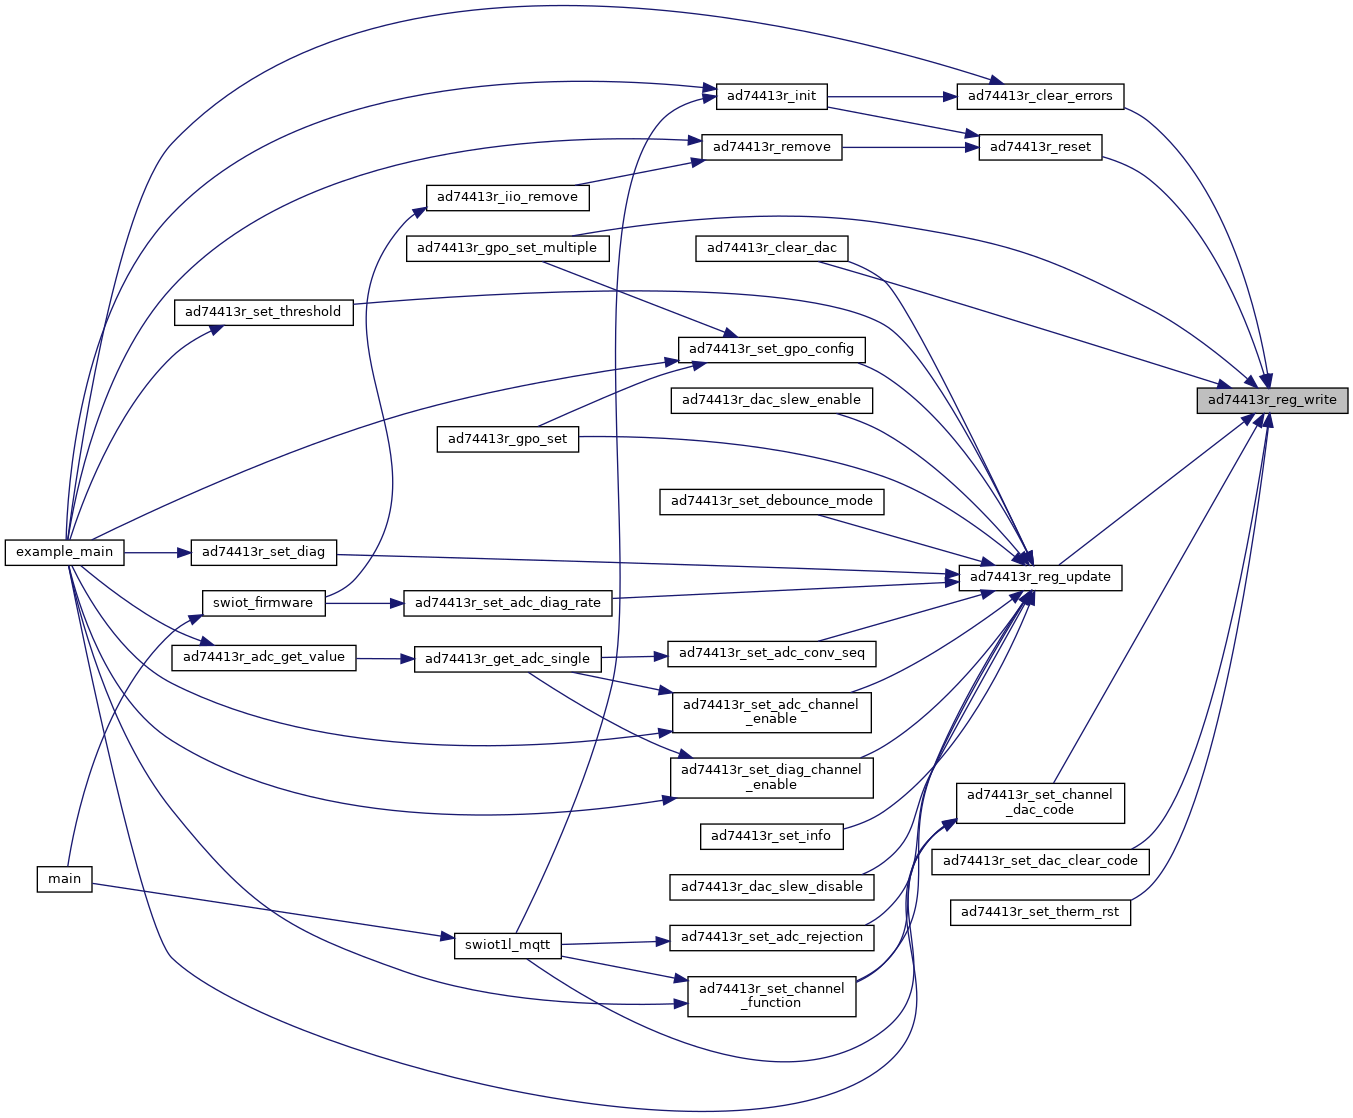 ad74413r_init
ad74413r_clear_errors
ad74413r_remove
ad74413r_reset
ad74413r_iio_remove
ad74413r_gpo_set_multiple
ad74413r_clear_dac
ad74413r_set_threshold
ad74413r_set_gpo_config
ad74413r_dac_slew_enable
ad74413r_reg_write
ad74413r_gpo_set
ad74413r_set_debounce_mode
example_main
ad74413r_set_diag
ad74413r_reg_update
swiot_firmware
ad74413r_set_adc_diag_rate
ad74413r_adc_get_value
ad74413r_get_adc_single
ad74413r_set_adc_conv_seq
ad74413r_set_adc_channel
_enable
ad74413r_set_diag_channel
_enable
ad74413r_set_channel
_dac_code
ad74413r_set_info
ad74413r_set_dac_clear_code
main
ad74413r_dac_slew_disable
ad74413r_set_therm_rst
swiot1l_mqtt
ad74413r_set_adc_rejection
ad74413r_set_channel
_function